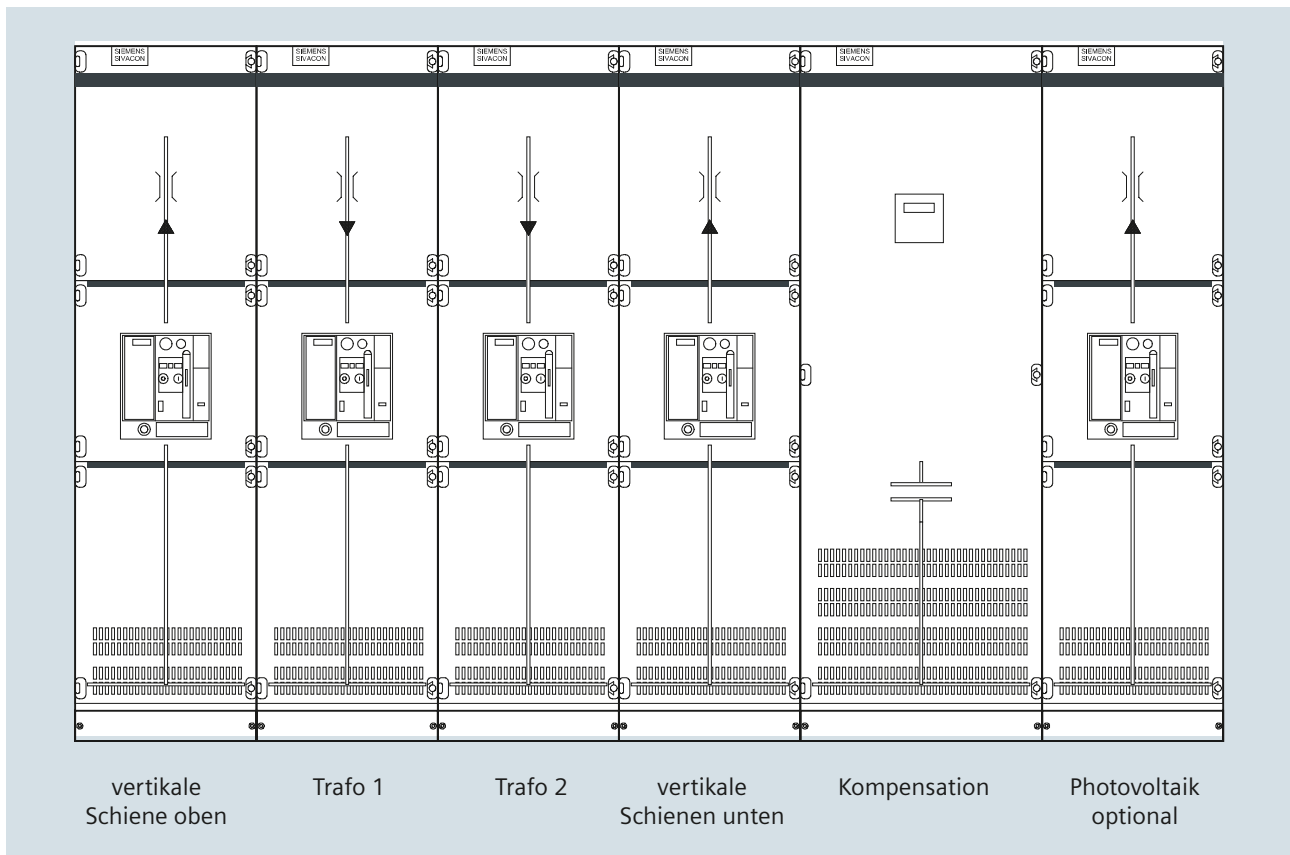 SIEMENS
SIVACON
SIEMENS
SIVACON
SIEMENS
SIVACON
SIEMENS
SIVACON
SIEMENS
SIVACON
SIEMENS
SIVACON
vertikale
Schiene oben
Trafo 1
Trafo 2
vertikale
Schienen unten
Kompensation
Photovoltaik
optional